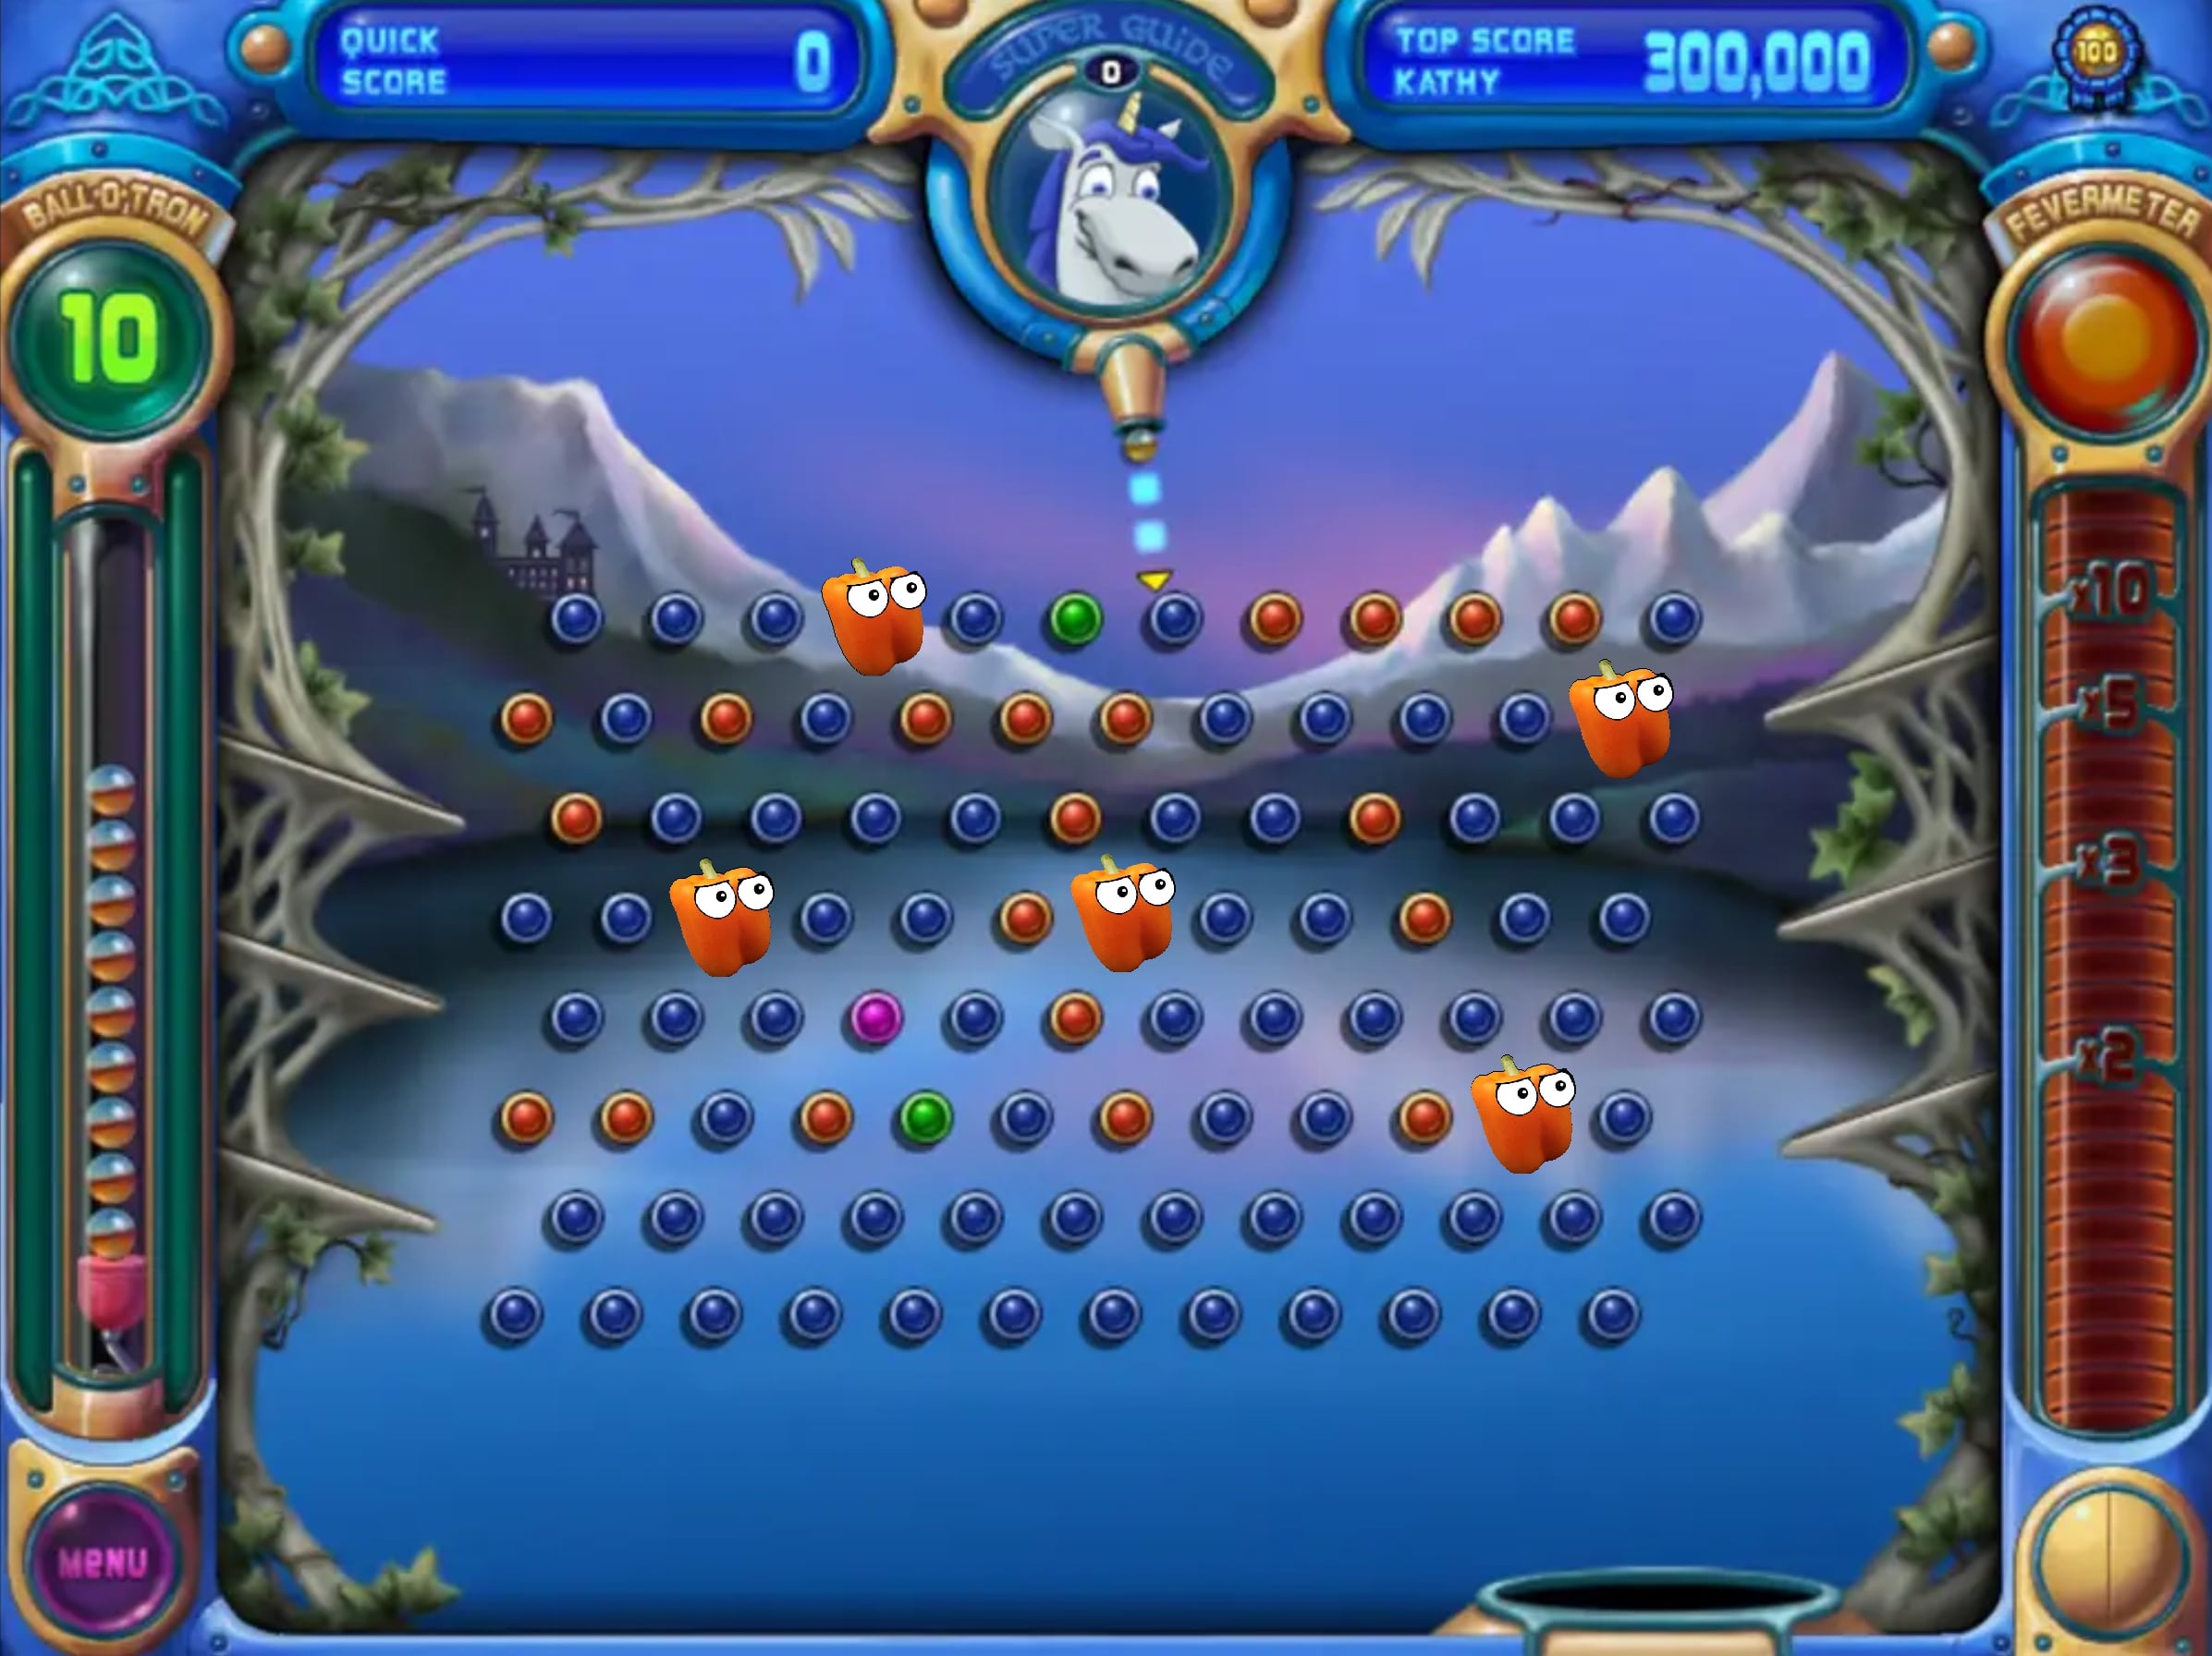 QUICK
SCORE
0
SUPER GUIDE
0
TOP SCORE
KATHY
300,000
100
BALL·O·TRON
10
FEVERMETER
x10
x5
x3
x2
MENU